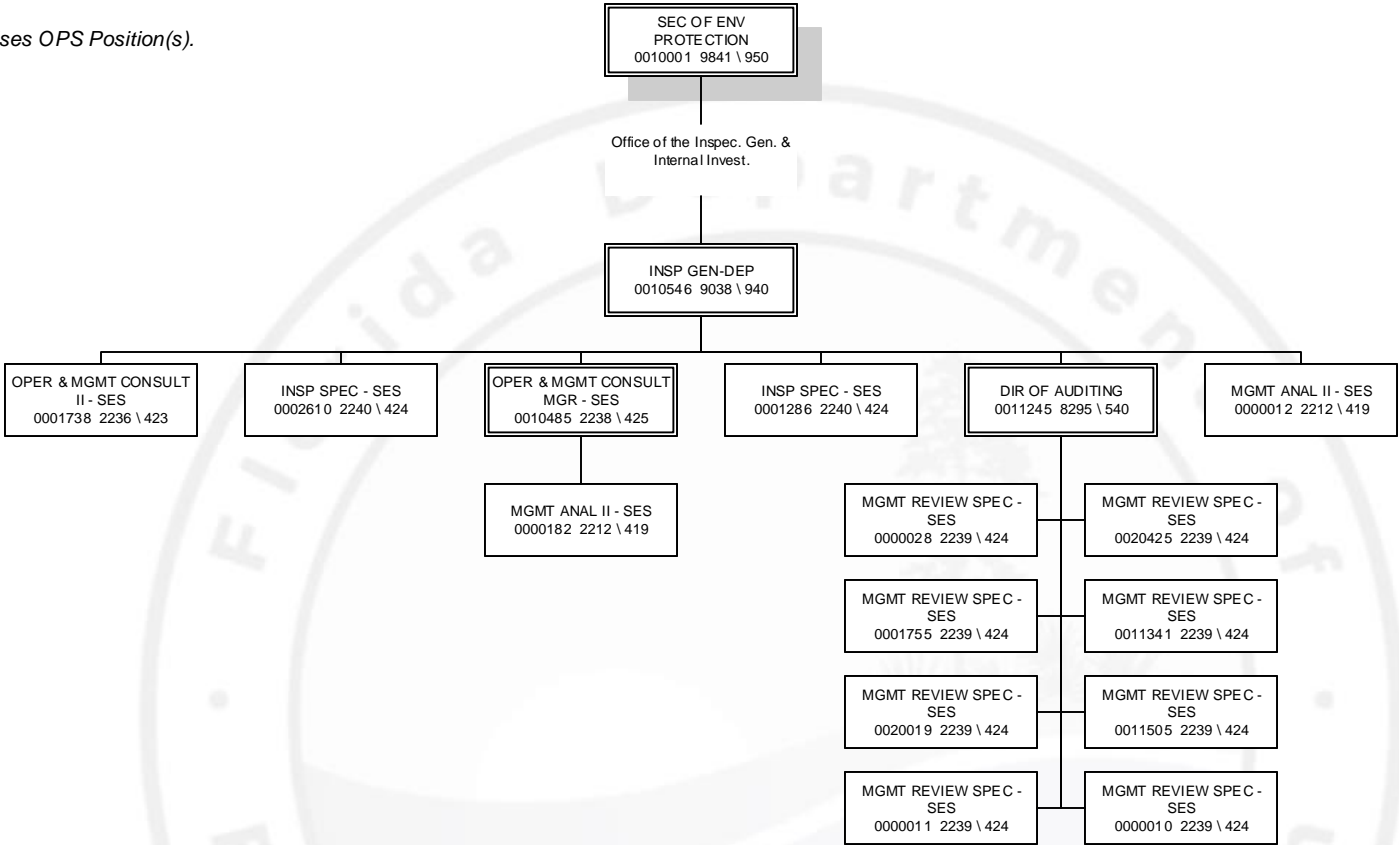 ses OPS Position(s).
SEC OF ENV
PROTECTION
0010001 9841 \ 950
Office of the Inspec. Gen. &
Internal Invest.
INSP GEN-DEP
0010546 9038 \ 940
OPER & MGMT CONSULT
II - SES
0001738 2236 \ 423
INSP SPEC - SES
0002610 2240 \ 424
OPER & MGMT CONSULT
MGR - SES
0010485 2238 \ 425
INSP SPEC - SES
0001286 2240 \ 424
DIR OF AUDITING
0011245 8295 \ 540
MGMT ANAL II - SES
0000012 2212 \ 419
MGMT ANAL II - SES
0000182 2212 \ 419
MGMT REVIEW SPEC -
SES
0000028 2239 \ 424
MGMT REVIEW SPEC -
SES
0020425 2239 \ 424
MGMT REVIEW SPEC -
SES
0001755 2239 \ 424
MGMT REVIEW SPEC -
SES
0011341 2239 \ 424
MGMT REVIEW SPEC -
SES
0020019 2239 \ 424
MGMT REVIEW SPEC -
SES
0011505 2239 \ 424
MGMT REVIEW SPEC -
SES
0000011 2239 \ 424
MGMT REVIEW SPEC -
SES
0000010 2239 \ 424
Florida Department of